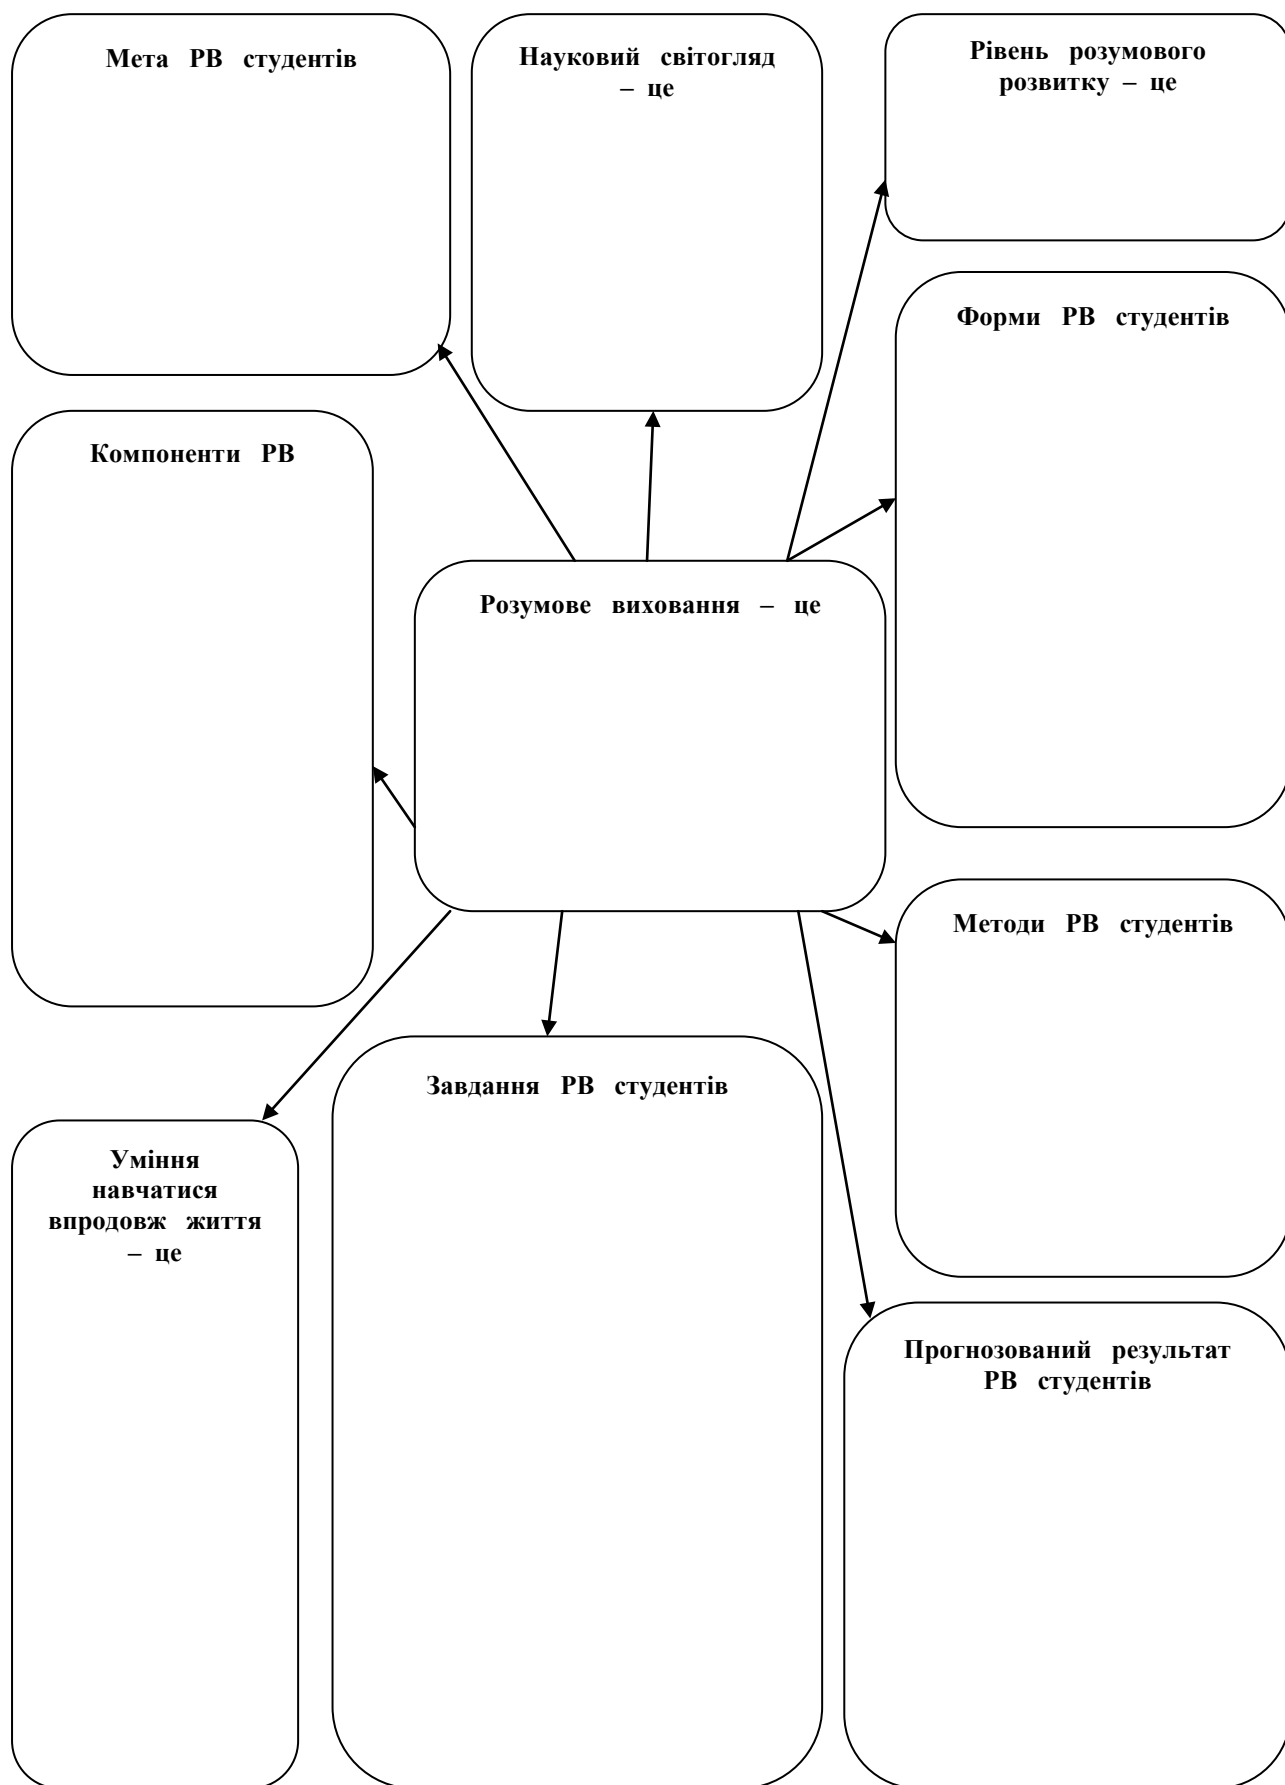 Мета РВ студентів
Науковий світогляд
– це
Рівень розумового
розвитку – це
Форми РВ студентів
Компоненти РВ
Розумове виховання – це
Методи РВ студентів
Завдання РВ студентів
Уміння
навчатися
впродовж життя
– це
Прогнозований результат
РВ студентів